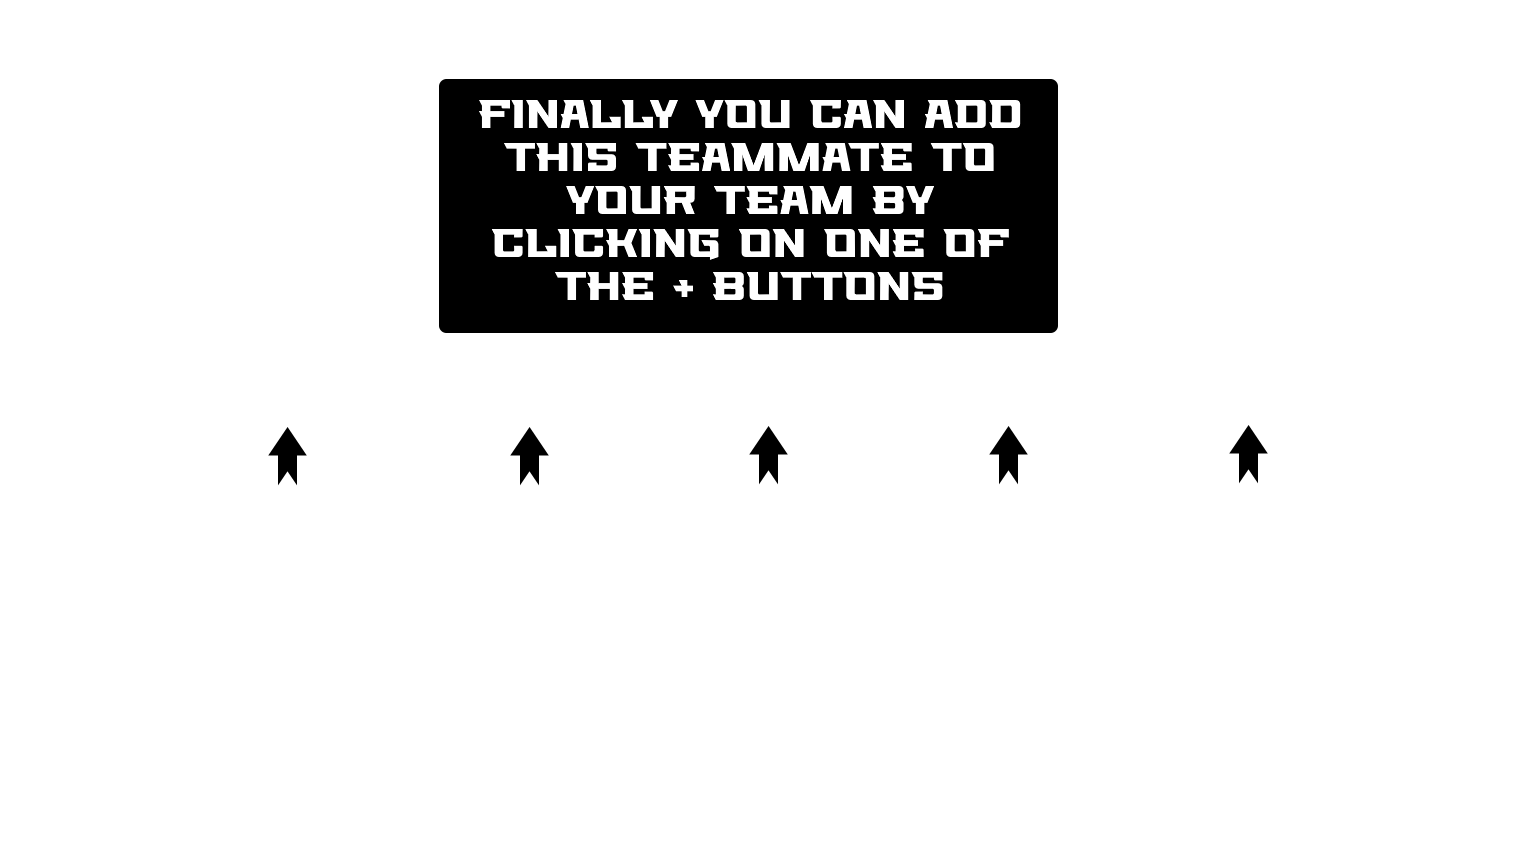 FINALLY YOU CAN ADD
THIS TEAMMATE TO
YOUR TEAM BY
CLICKING ON ONE OF
THE + BUTTONS